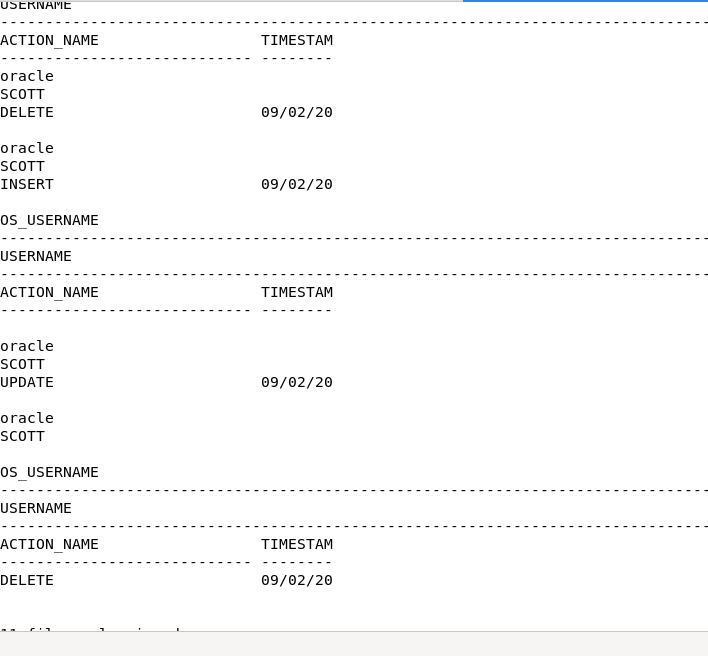 USERNAME
--------------------------------------------------------------------------------
ACTION_NAME                  TIMESTAM
---------------------------- --------
oracle
SCOTT
DELETE                       09/02/20
oracle
SCOTT
INSERT                       09/02/20
OS_USERNAME
--------------------------------------------------------------------------------
USERNAME
--------------------------------------------------------------------------------
ACTION_NAME                  TIMESTAM
---------------------------- --------
oracle
SCOTT
UPDATE                       09/02/20
oracle
SCOTT
OS_USERNAME
--------------------------------------------------------------------------------
USERNAME
--------------------------------------------------------------------------------
ACTION_NAME                  TIMESTAM
---------------------------- --------
DELETE                       09/02/20